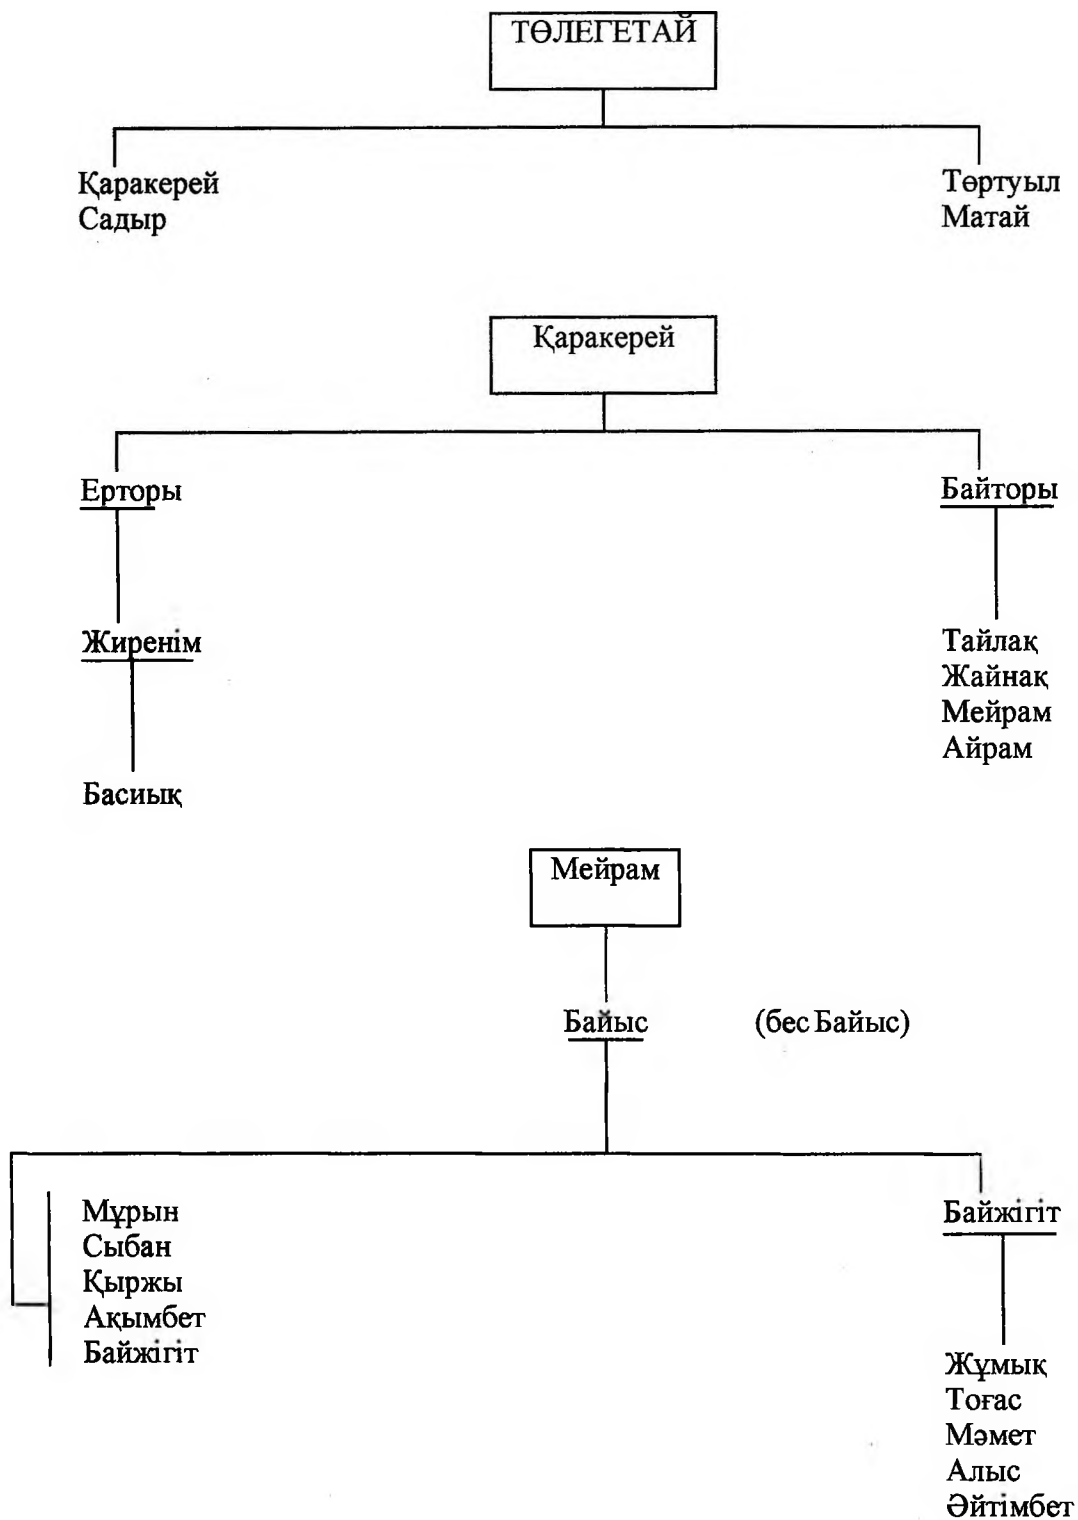 ТӨЛЕГЕТАЙ
Қаракерей
Садыр
Төртуыл
Матай
Қаракерей
Ерторы
Байторы
Жиренім
Тайлақ
Жайнақ
Мейрам
Айрам
Басиық
Мейрам
Байыс (бес Байыс)
Мұрын
Сыбан
Қыржы
Ақымбет
Байжігіт
Байжігіт
Жұмық
Тоғас
Мәмет
Алыс
Әйтімбет